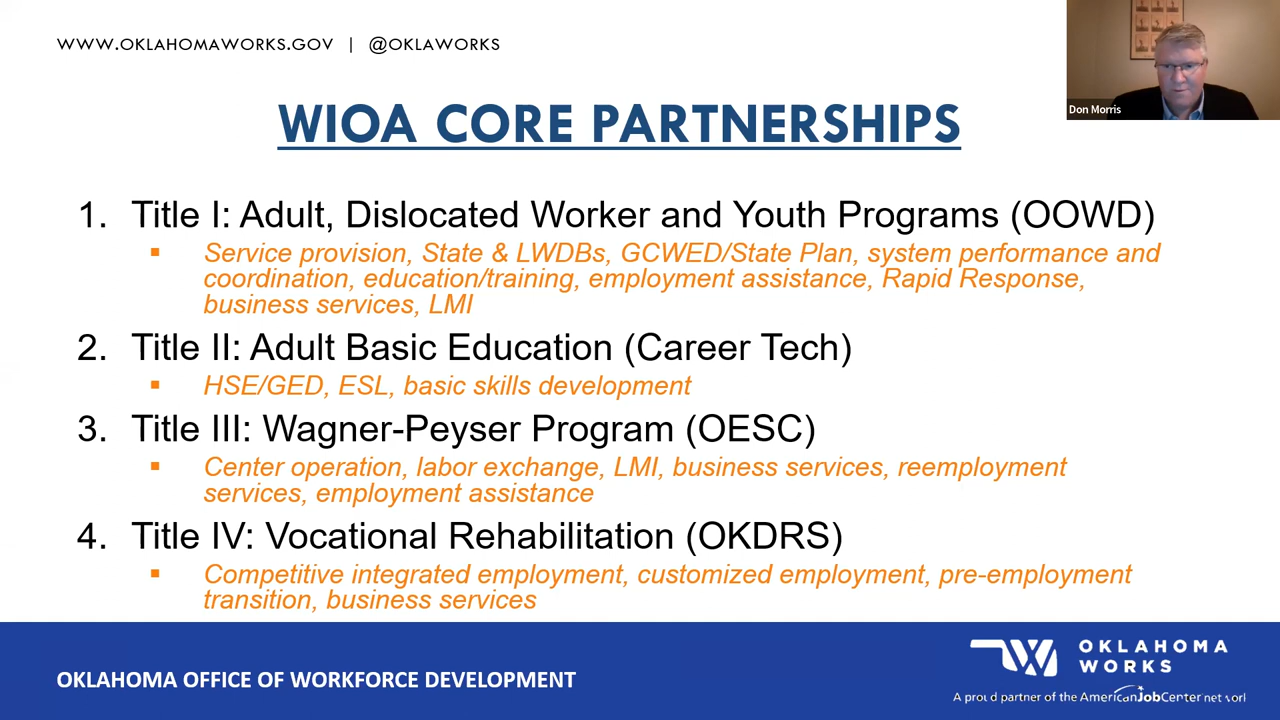 WWW.OKLAHOMAWORKS.GOV | @OKLAWORKS
Don Morris
WIOA CORE PARTNERSHIPS
1. Title I: Adult, Dislocated Worker and Youth Programs (OOWD)
▪ Service provision, State & LWDBs, GCWED/State Plan, system performance and
coordination, education/training, employment assistance, Rapid Response,
business services, LMI
2. Title II: Adult Basic Education (Career Tech)
▪ HSE/GED, ESL, basic skills development
3. Title III: Wagner-Peyser Program (OESC)
▪ Center operation, labor exchange, LMI, business services, reemployment
services, employment assistance
4. Title IV: Vocational Rehabilitation (OKDRS)
▪ Competitive integrated employment, customized employment, pre-employment
transition, business services
OKLAHOMA OFFICE OF WORKFORCE DEVELOPMENT
OKLAHOMA
WORKS
A proud partner of the AmericanJobCenter network